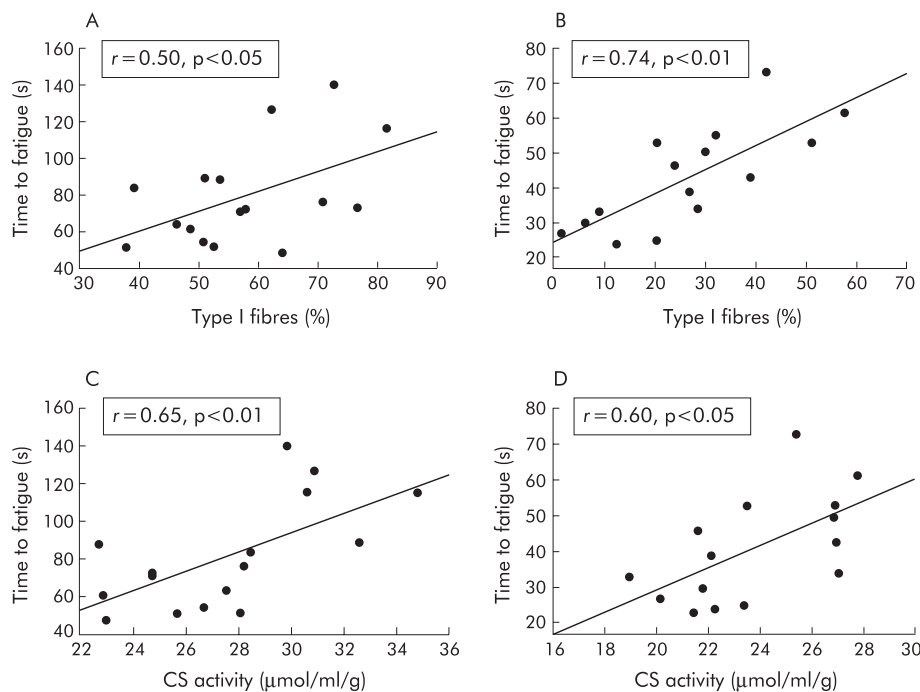 A
r = 0.50, p<0.05
Time to fatigue (s)
160
140
120
100
80
60
40
30 40 50 60 70 80 90
Type I fibres (%)
B
r = 0.74, p<0.01
Time to fatigue (s)
80
70
60
50
40
30
20
0 10 20 30 40 50 60 70
Type I fibres (%)
C
r = 0.65, p<0.01
Time to fatigue (s)
160
140
120
100
80
60
40
22 24 26 28 30 32 34 36
CS activity (μmol/ml/g)
D
r = 0.60, p<0.05
Time to fatigue (s)
80
70
60
50
40
30
20
16 18 20 22 24 26 28 30
CS activity (μmol/ml/g)